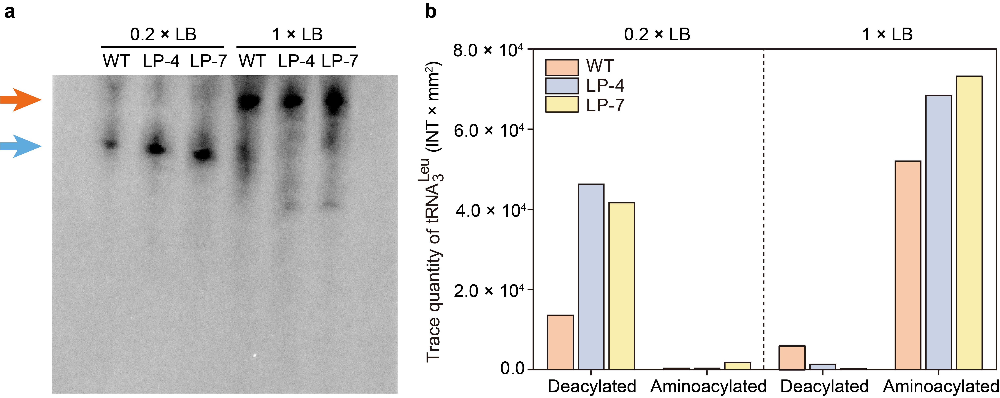 a
0.2 × LB 1 × LB
WT LP-4 LP-7 WT LP-4 LP-7
b
0.2 × LB 1 × LB
Trace quantity of tRNA₃ᴸᵉᵘ (INT × mm²)
8.0 × 10⁴
6.0 × 10⁴
4.0 × 10⁴
2.0 × 10⁴
0.0
WT
LP-4
LP-7
Deacylated Aminoacylated Deacylated Aminoacylated